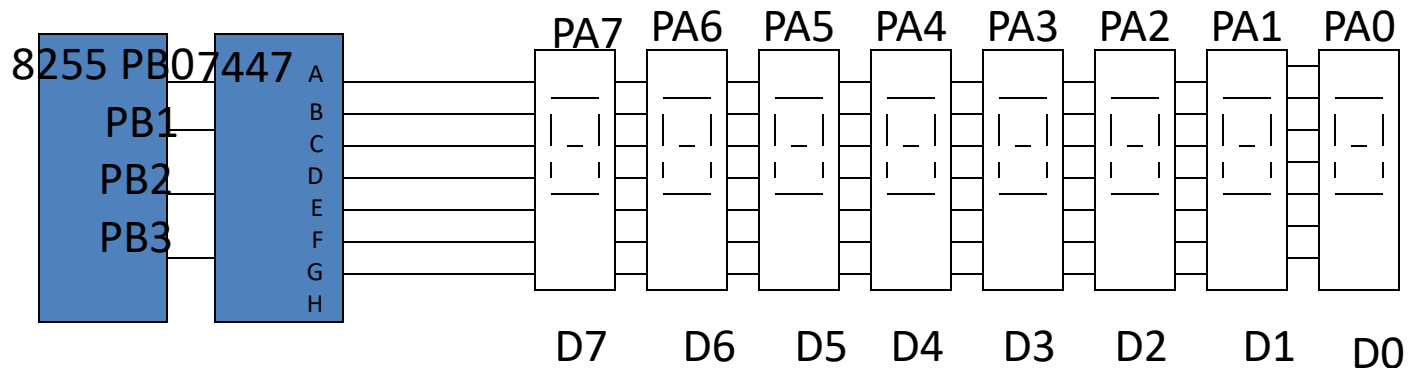 PA7 PA6 PA5 PA4 PA3 PA2 PA1 PA0
8255 PB0 7447 A
PB1 B
C
PB2 D
E
PB3 F
G
H
D7 D6 D5 D4 D3 D2 D1 D0